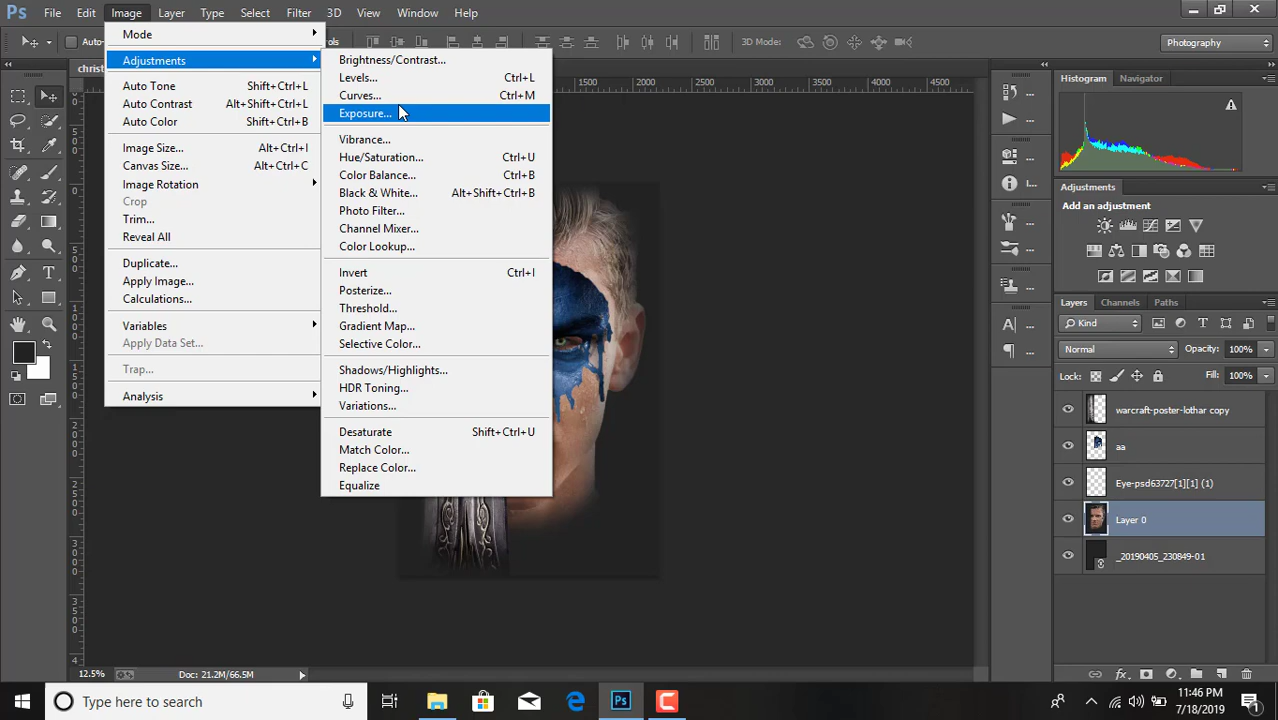 Ps File Edit Image Layer Type Select Filter 3D View Window Help
Mode
Adjustments
Auto Tone Shift+Ctrl+L
Auto Contrast Alt+Shift+Ctrl+L
Auto Color Shift+Ctrl+B
Image Size... Alt+Ctrl+I
Canvas Size... Alt+Ctrl+C
Image Rotation
Crop
Trim...
Reveal All
Duplicate...
Apply Image...
Calculations...
Variables
Apply Data Set...
Trap...
Analysis
Brightness/Contrast...
Levels... Ctrl+L
Curves... Ctrl+M
Exposure...
Vibrance...
Hue/Saturation... Ctrl+U
Color Balance... Ctrl+B
Black & White... Alt+Shift+Ctrl+B
Photo Filter...
Channel Mixer...
Color Lookup...
Invert Ctrl+I
Posterize...
Threshold...
Gradient Map...
Selective Color...
Shadows/Highlights...
HDR Toning...
Variations...
Desaturate Shift+Ctrl+U
Match Color...
Replace Color...
Equalize
Auto-
3D Mode:
Photography
christ
1500 2000 2500 3000 3500 4000 4500
Histogram Navigator
Adjustments
Add an adjustment
Layers Channels Paths
Kind
Normal Opacity: 100%
Lock: Fill: 100%
warcraft-poster-lothar copy
aa
Eye-psd63727[1][1] (1)
Layer 0
_20190405_230849-01
12.5% Doc: 21.2M/66.5M
Type here to search
1:46 PM
7/18/2019